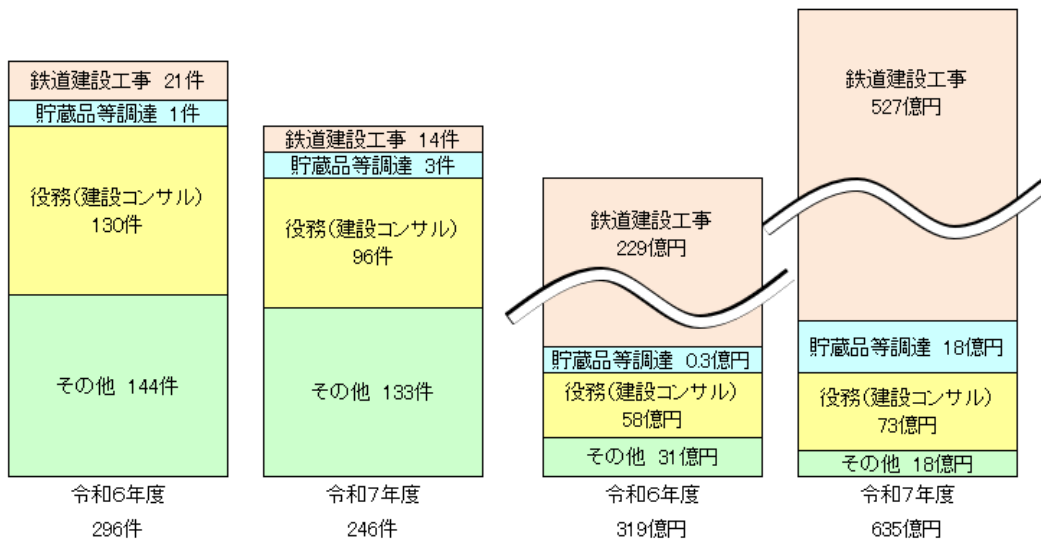 鉄道建設工事 21件
貯蔵品等調達 1件
役務(建設コンサル)
130件
その他 144件
令和6年度
296件
鉄道建設工事 14件
貯蔵品等調達 3件
役務(建設コンサル)
96件
その他 133件
令和7年度
246件
鉄道建設工事
229億円
貯蔵品等調達 0.3億円
役務(建設コンサル)
58億円
その他 31億円
令和6年度
319億円
鉄道建設工事
527億円
貯蔵品等調達 18億円
役務(建設コンサル)
73億円
その他 18億円
令和7年度
635億円